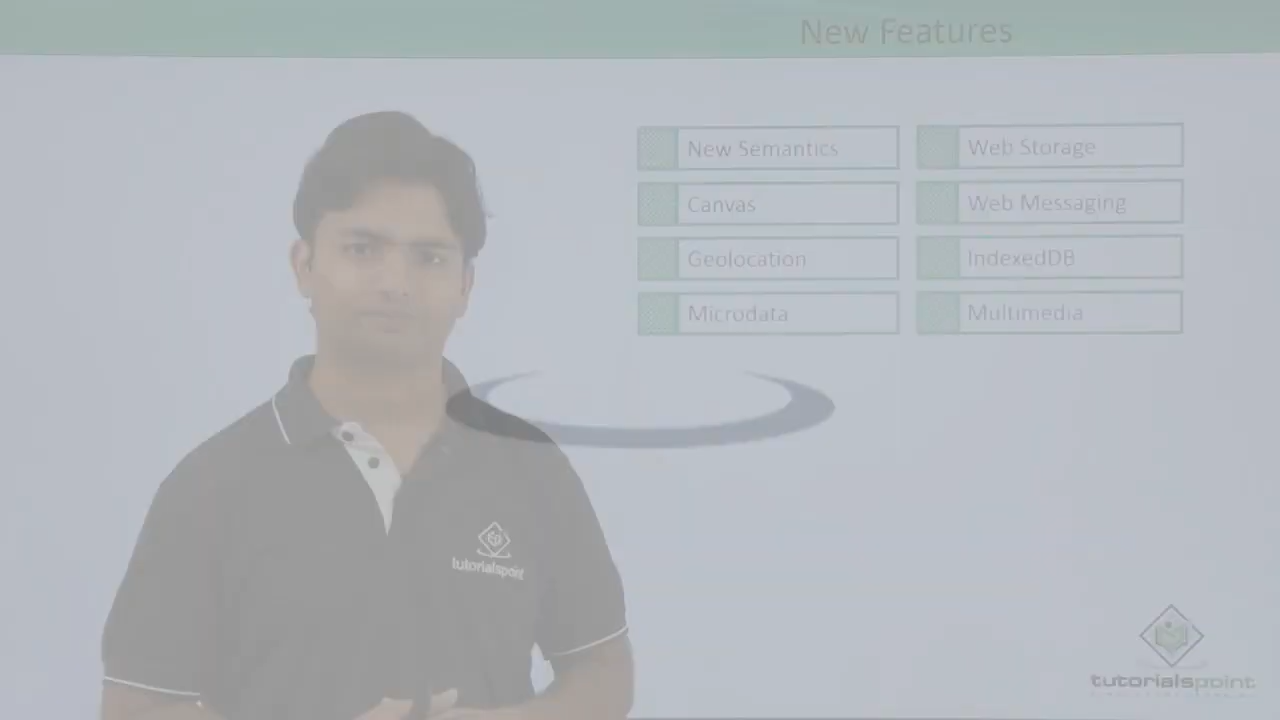 New Features
New Semantics
Web Storage
Canvas
Web Messaging
Geolocation
IndexedDB
Microdata
Multimedia
tutorialspoint
tutorialspoint